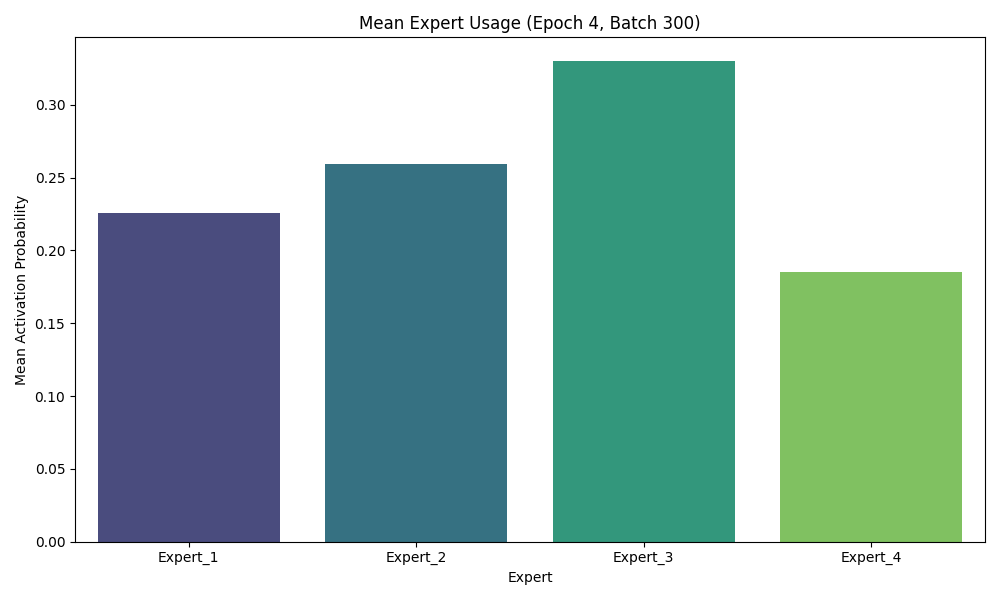 Mean Expert Usage (Epoch 4, Batch 300)
Mean Activation Probability
0.30
0.25
0.20
0.15
0.10
0.05
0.00
Expert_1
Expert_2
Expert_3
Expert_4
Expert